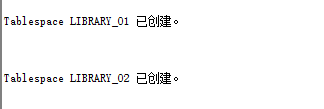 Tablespace LIBRARY_01 已创建。
Tablespace LIBRARY_02 已创建。